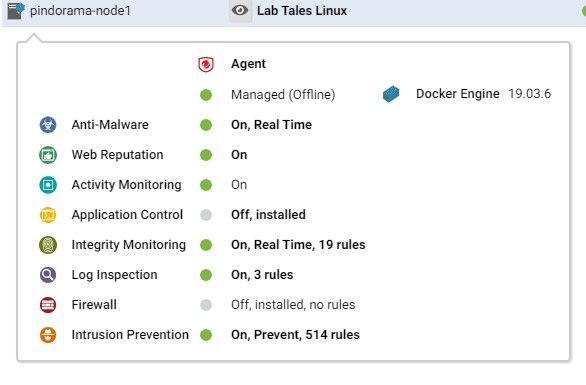 pindorama-node1 Lab Tales Linux
Agent
Managed (Offline) Docker Engine 19.03.6
Anti-Malware On, Real Time
Web Reputation On
Activity Monitoring On
Application Control Off, installed
Integrity Monitoring On, Real Time, 19 rules
Log Inspection On, 3 rules
Firewall Off, installed, no rules
Intrusion Prevention On, Prevent, 514 rules